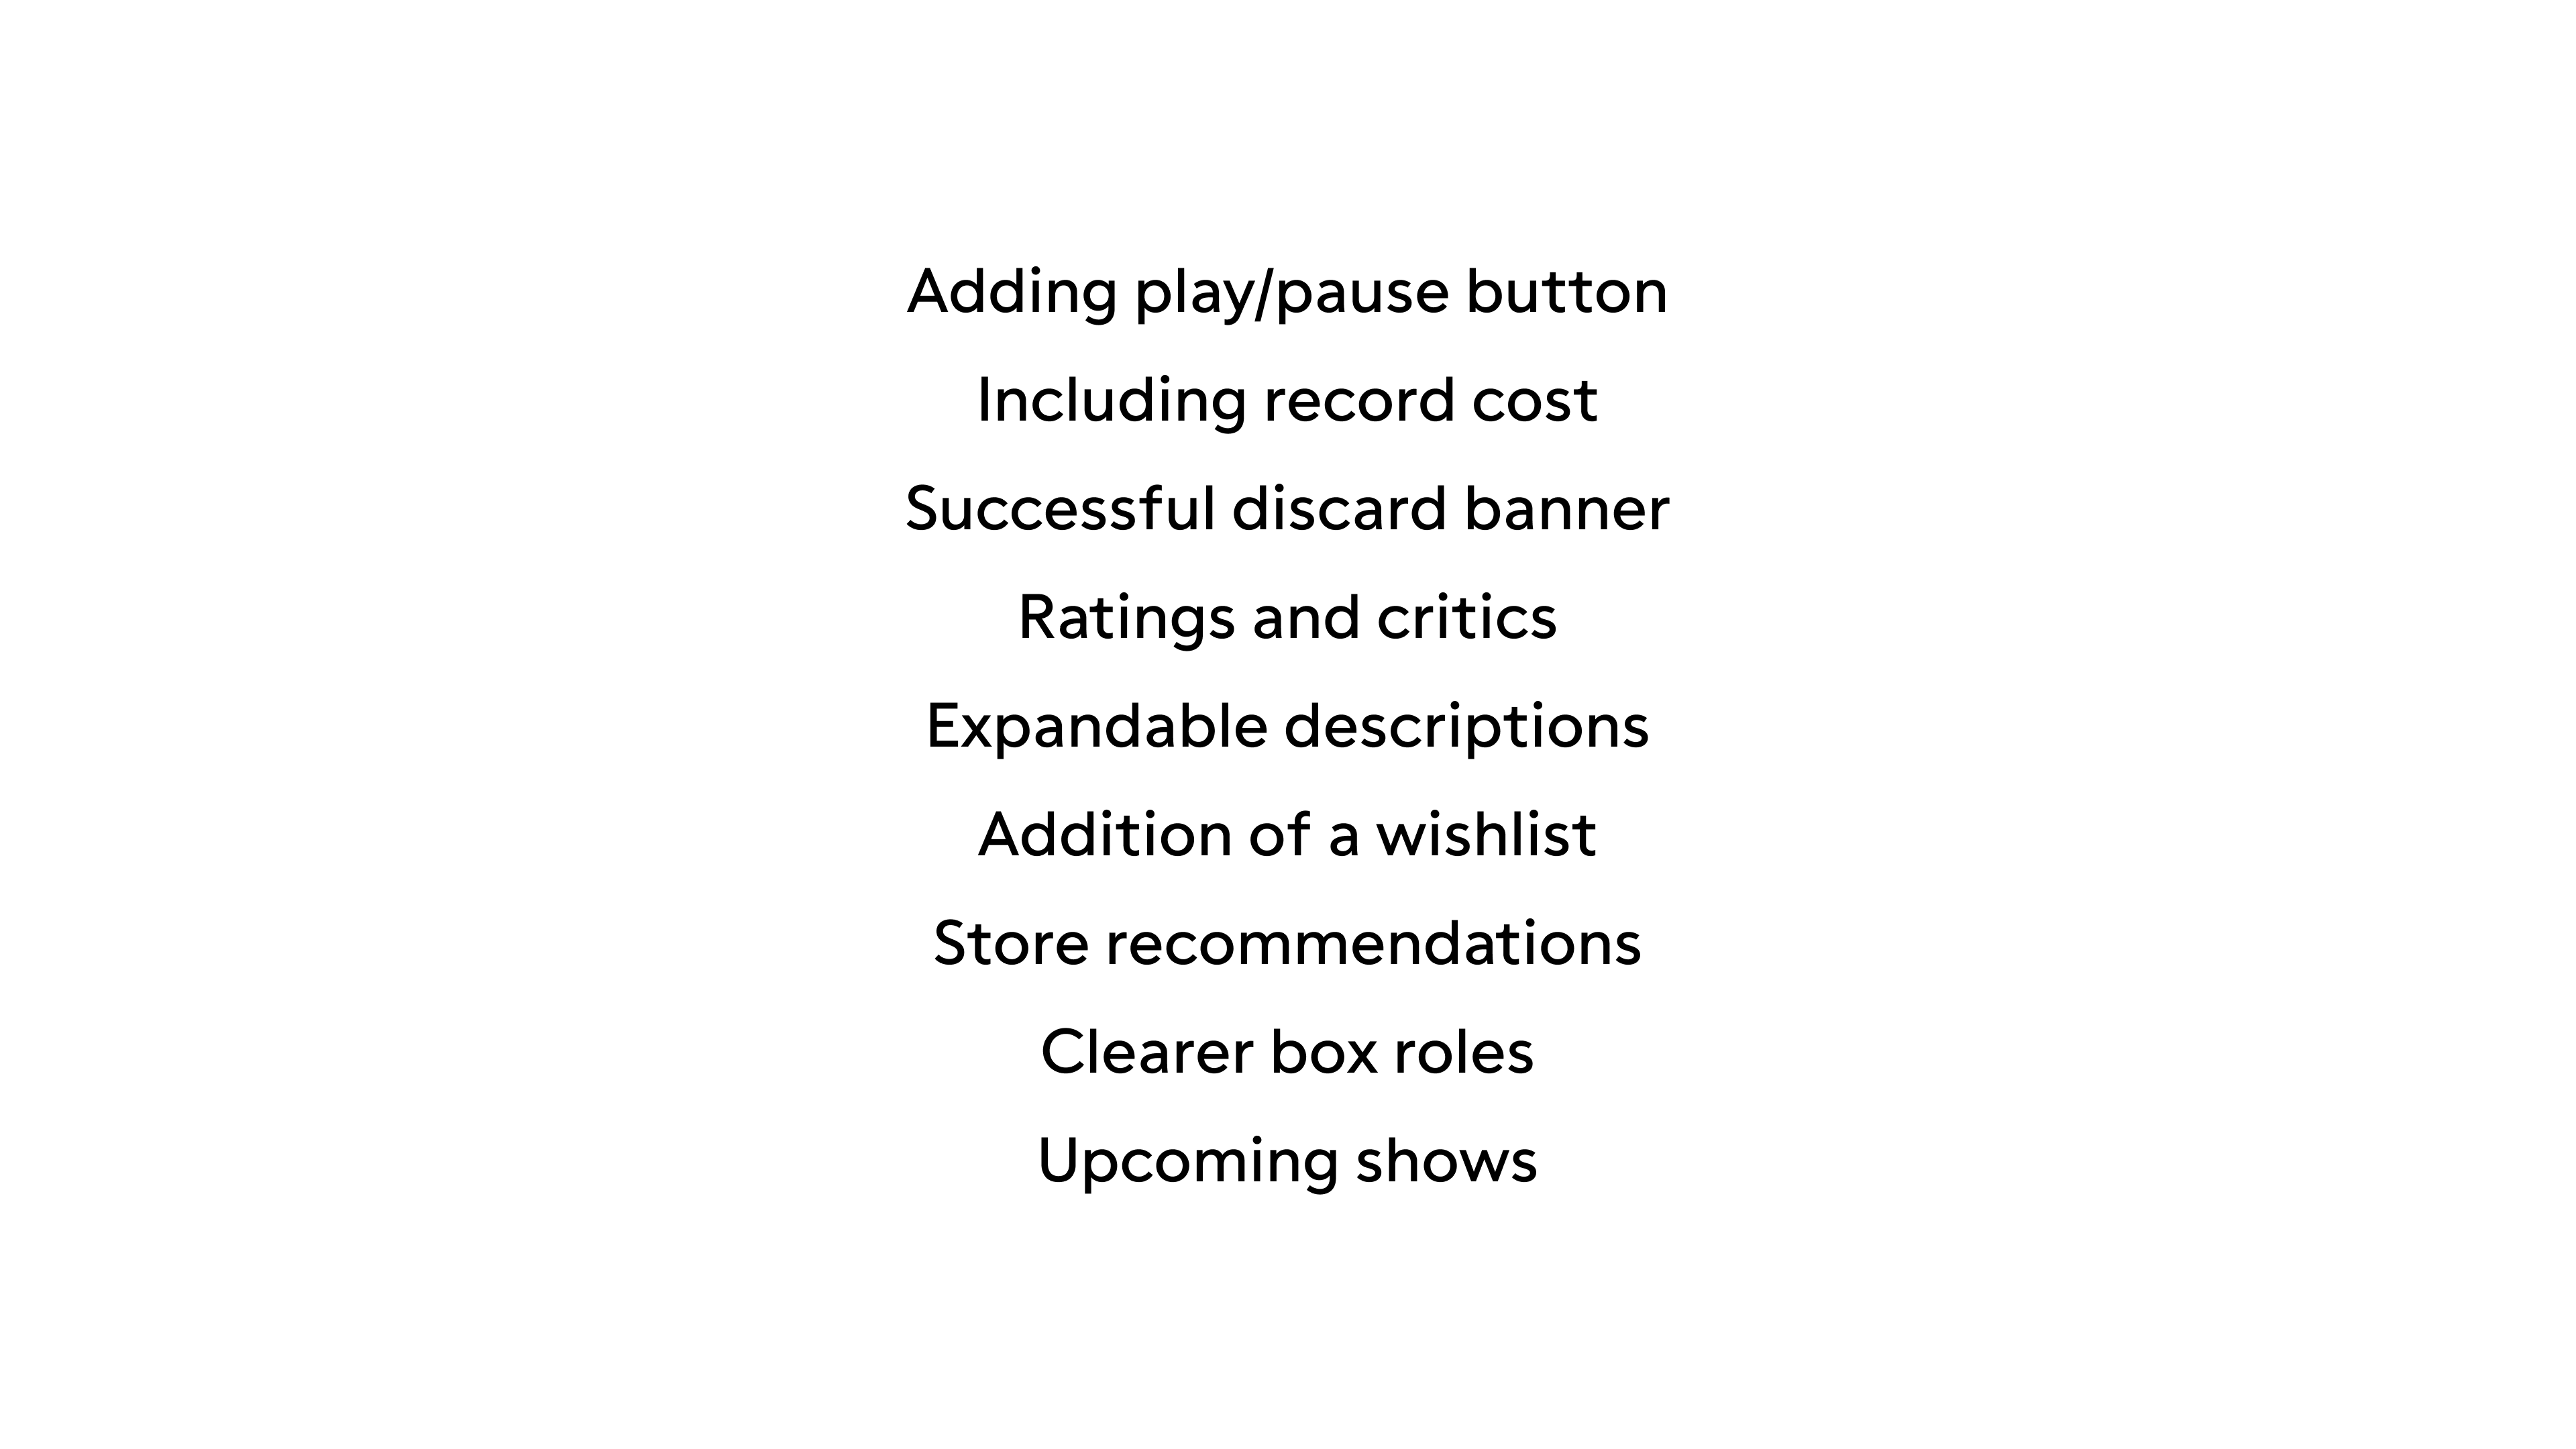 Adding play/pause button
Including record cost
Successful discard banner
Ratings and critics
Expandable descriptions
Addition of a wishlist
Store recommendations
Clearer box roles
Upcoming shows